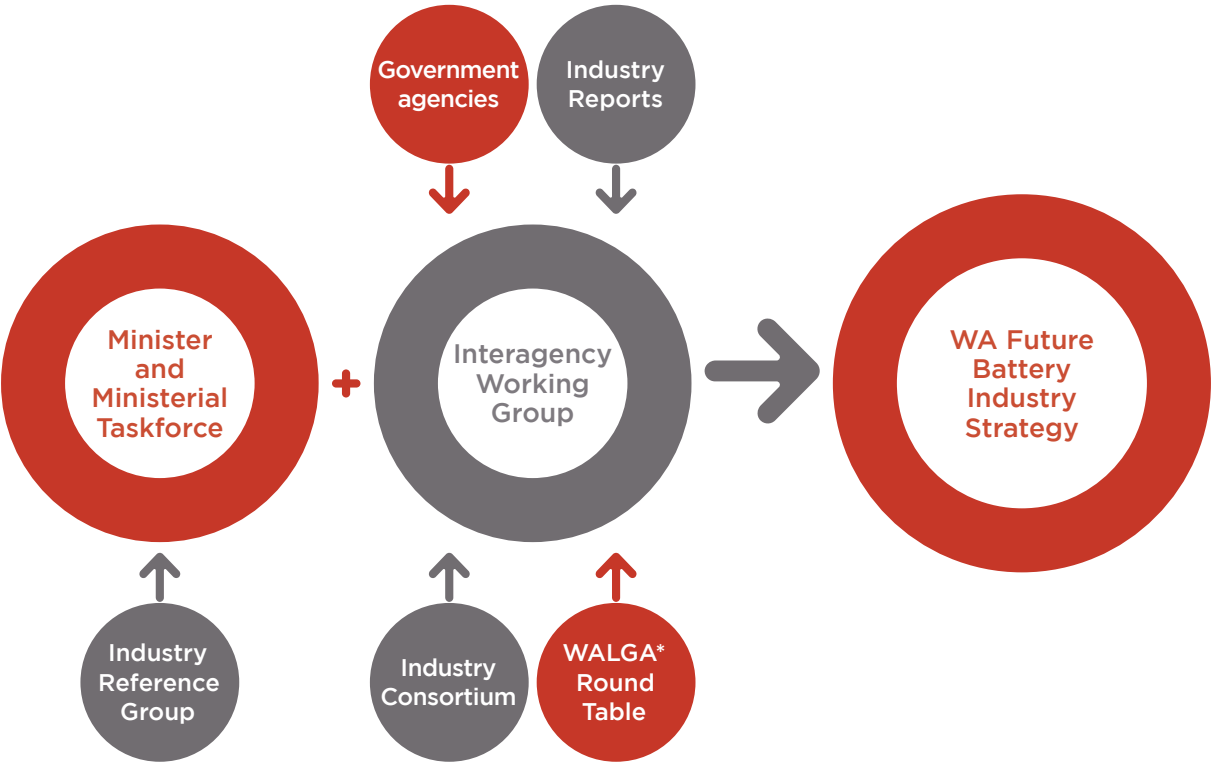 Government
agencies
Industry
Reports
Minister
and
Ministerial
Taskforce
Interagency
Working
Group
WA Future
Battery
Industry
Strategy
Industry
Reference
Group
Industry
Consortium
WALGA*
Round
Table